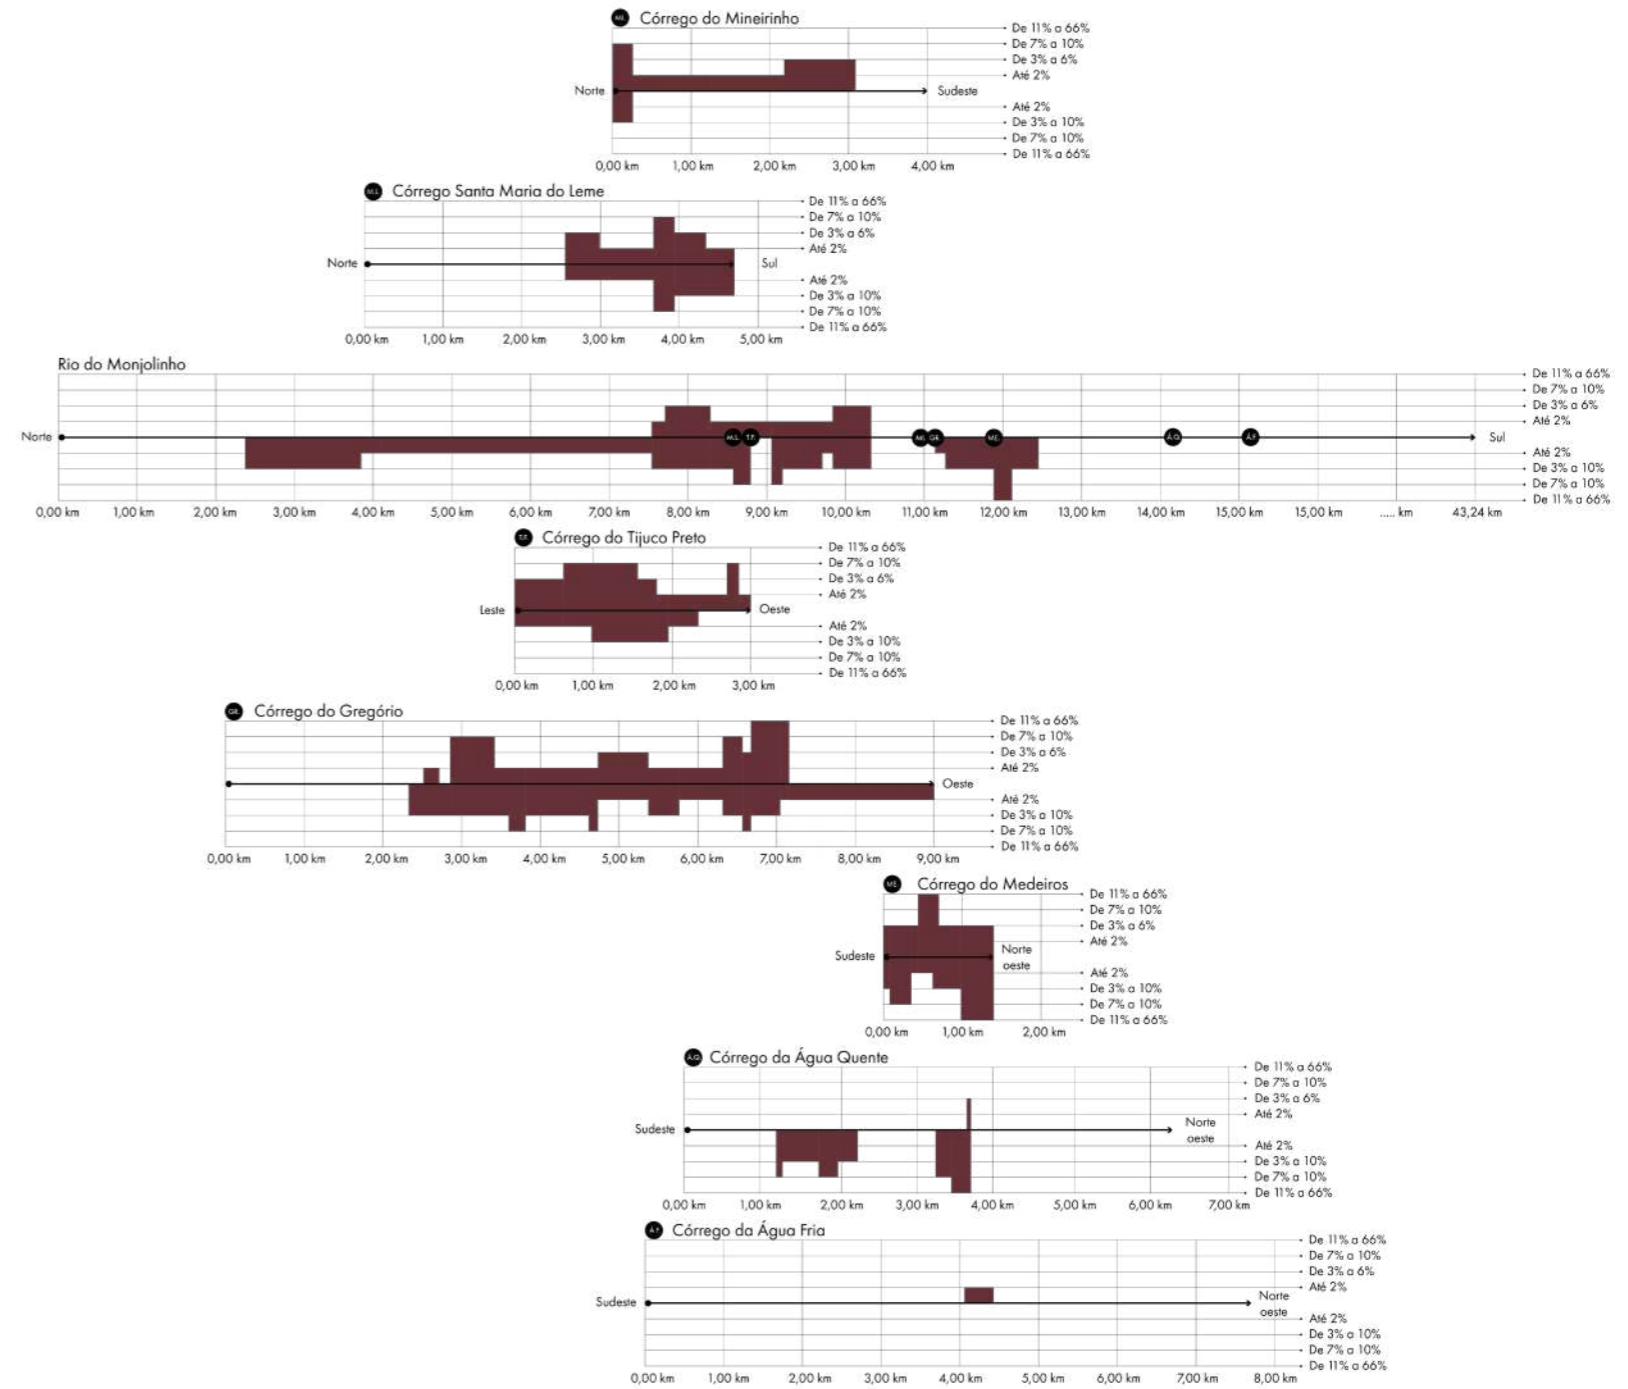 MI. Córrego do Mineirinho
De 11% a 66%
De 7% a 10%
De 3% a 6%
Até 2%
Norte Sudeste
Até 2%
De 3% a 10%
De 7% a 10%
De 11% a 66%
0,00 km 1,00 km 2,00 km 3,00 km 4,00 km
M.L. Córrego Santa Maria do Leme
De 11% a 66%
De 7% a 10%
De 3% a 6%
Até 2%
Norte Sul
Até 2%
De 3% a 10%
De 7% a 10%
De 11% a 66%
0,00 km 1,00 km 2,00 km 3,00 km 4,00 km 5,00 km
Rio do Monjolinho
De 11% a 66%
De 7% a 10%
De 3% a 6%
Até 2%
Norte M.L. T.P. MI. GR. ME. Á.Q. Á.F. Sul
Até 2%
De 3% a 10%
De 7% a 10%
De 11% a 66%
0,00 km 1,00 km 2,00 km 3,00 km 4,00 km 5,00 km 6,00 km 7,00 km 8,00 km 9,00 km 10,00 km 11,00 km 12,00 km 13,00 km 14,00 km 15,00 km 15,00 km ..... km 43,24 km
T.P. Córrego do Tijuco Preto
De 11% a 66%
De 7% a 10%
De 3% a 6%
Até 2%
Leste Oeste
Até 2%
De 3% a 10%
De 7% a 10%
De 11% a 66%
0,00 km 1,00 km 2,00 km 3,00 km
GR. Córrego do Gregório
De 11% a 66%
De 7% a 10%
De 3% a 6%
Até 2%
Oeste
Até 2%
De 3% a 10%
De 7% a 10%
De 11% a 66%
0,00 km 1,00 km 2,00 km 3,00 km 4,00 km 5,00 km 6,00 km 7,00 km 8,00 km 9,00 km
ME. Córrego do Medeiros
De 11% a 66%
De 7% a 10%
De 3% a 6%
Até 2%
Sudeste Norte
oeste
Até 2%
De 3% a 10%
De 7% a 10%
De 11% a 66%
0,00 km 1,00 km 2,00 km
Á.Q. Córrego da Água Quente
De 11% a 66%
De 7% a 10%
De 3% a 6%
Até 2%
Sudeste Norte
oeste
Até 2%
De 3% a 10%
De 7% a 10%
De 11% a 66%
0,00 km 1,00 km 2,00 km 3,00 km 4,00 km 5,00 km 6,00 km 7,00 km
Á.F. Córrego da Água Fria
De 11% a 66%
De 7% a 10%
De 3% a 6%
Até 2%
Sudeste Norte
oeste
Até 2%
De 3% a 10%
De 7% a 10%
De 11% a 66%
0,00 km 1,00 km 2,00 km 3,00 km 4,00 km 5,00 km 6,00 km 7,00 km 8,00 km